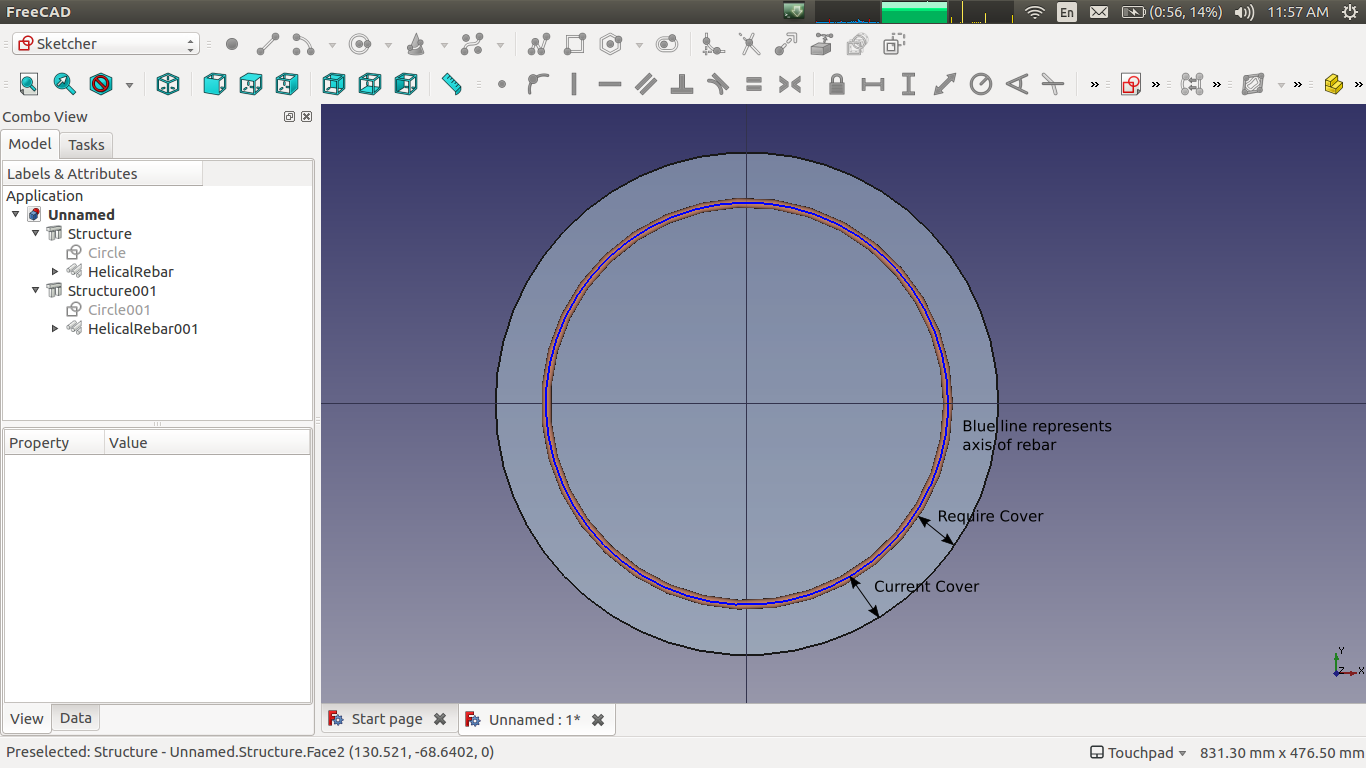 FreeCAD
En
(0:56, 14%)
11:57 AM
Sketcher
»
»
»
»
»
Combo View
Model
Tasks
Labels & Attributes
Application
Unnamed
Structure
Circle
HelicalRebar
Structure001
Circle001
HelicalRebar001
Property
Value
View
Data
Blue line represents
axis of rebar
Require Cover
Current Cover
Y
Z
X
Start page
Unnamed : 1*
Preselected: Structure - Unnamed.Structure.Face2 (130.521, -68.6402, 0)
Touchpad
831.30 mm x 476.50 mm